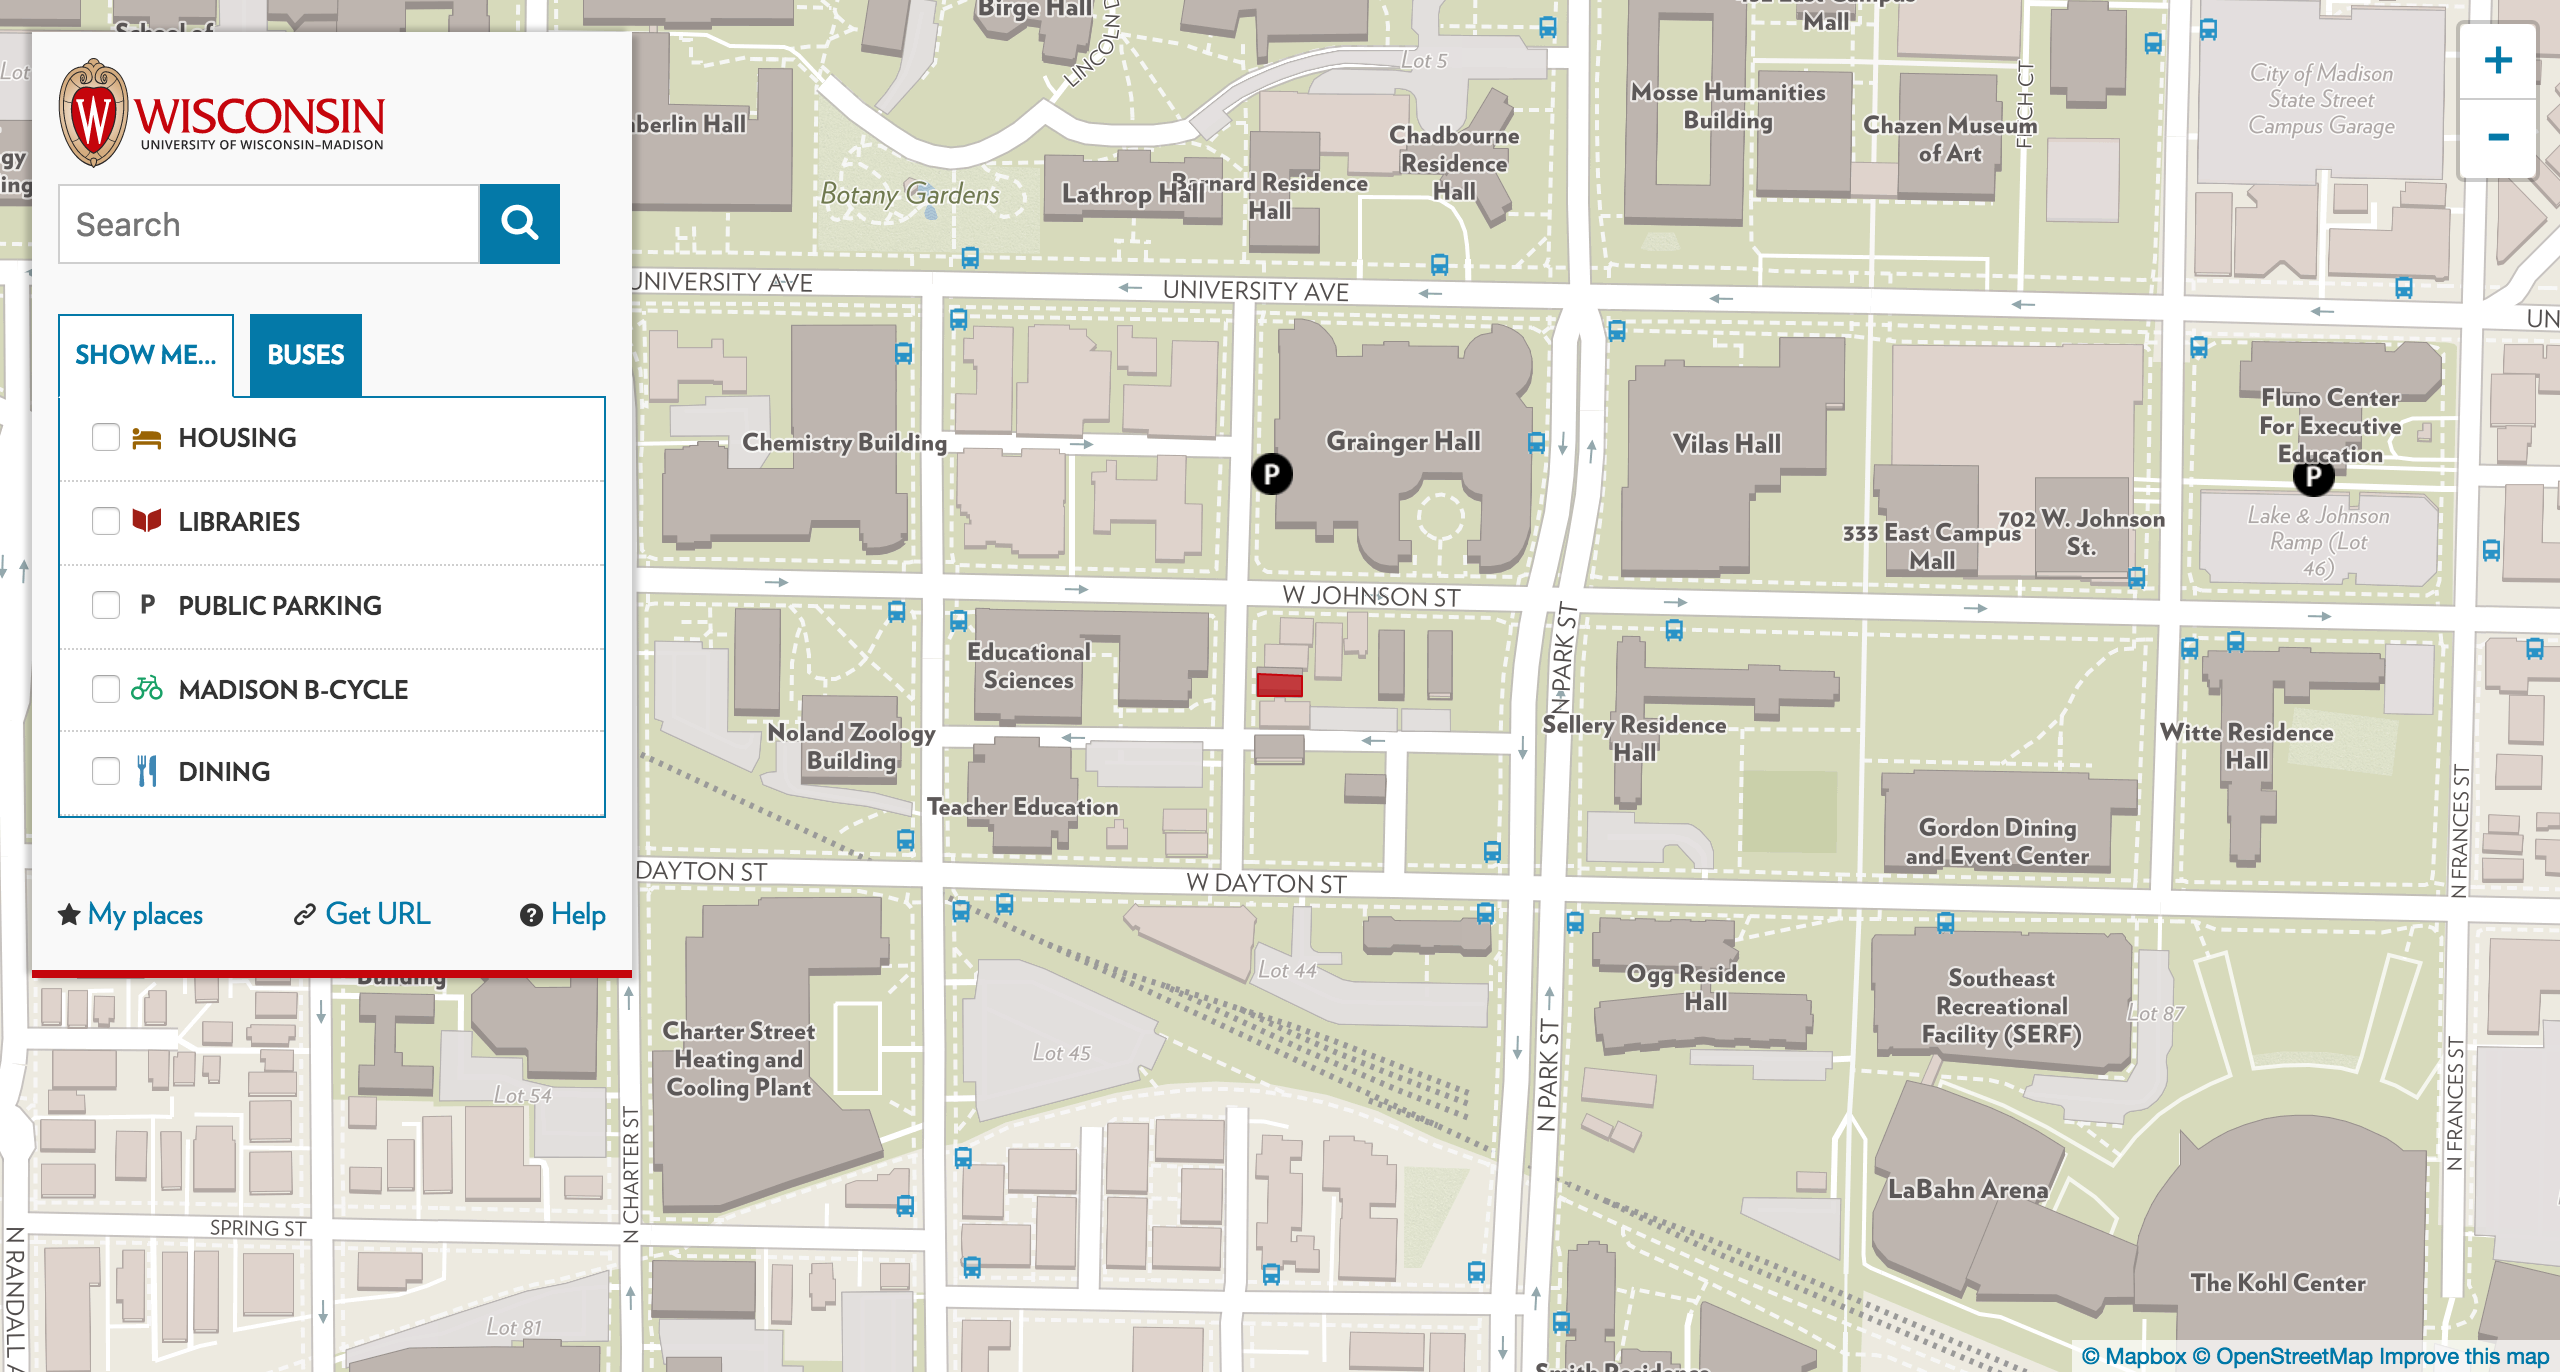 WISCONSIN
UNIVERSITY OF WISCONSIN–MADISON
Search
SHOW ME...
BUSES
HOUSING
LIBRARIES
P PUBLIC PARKING
MADISON B-CYCLE
DINING
My places
Get URL
Help
Birge Hall
LINCOLN
Lot 5
Mall
Mosse Humanities
Building
Chazen Museum
of Art
City of Madison
State Street
Campus Garage
+
-
Lot
Chadbourne
Residence
Hall
Botany Gardens
Lathrop Hall
Barnard Residence
Hall
UNIVERSITY AVE
UNIVERSITY AVE
UN
Chemistry Building
Grainger Hall
P
Vilas Hall
333 East Campus
Mall
702 W. Johnson
St.
Fluno Center
For Executive
Education
P
Lake & Johnson
Ramp (Lot
46)
W JOHNSON ST
N PARK ST
Educational
Sciences
Noland Zoology
Building
Teacher Education
Sellery Residence
Hall
Witte Residence
Hall
Gordon Dining
and Event Center
N FRANCES ST
DAYTON ST
W DAYTON ST
Building
Charter Street
Heating and
Cooling Plant
Lot 45
Lot 44
Lot 54
Ogg Residence
Hall
Southeast
Recreational
Facility (SERF)
Lot 87
N PARK ST
N FRANCES ST
N CHARTER ST
LaBahn Arena
The Kohl Center
SPRING ST
N RANDALL A
Lot 81
Smith Residence
© Mapbox © OpenStreetMap Improve this map